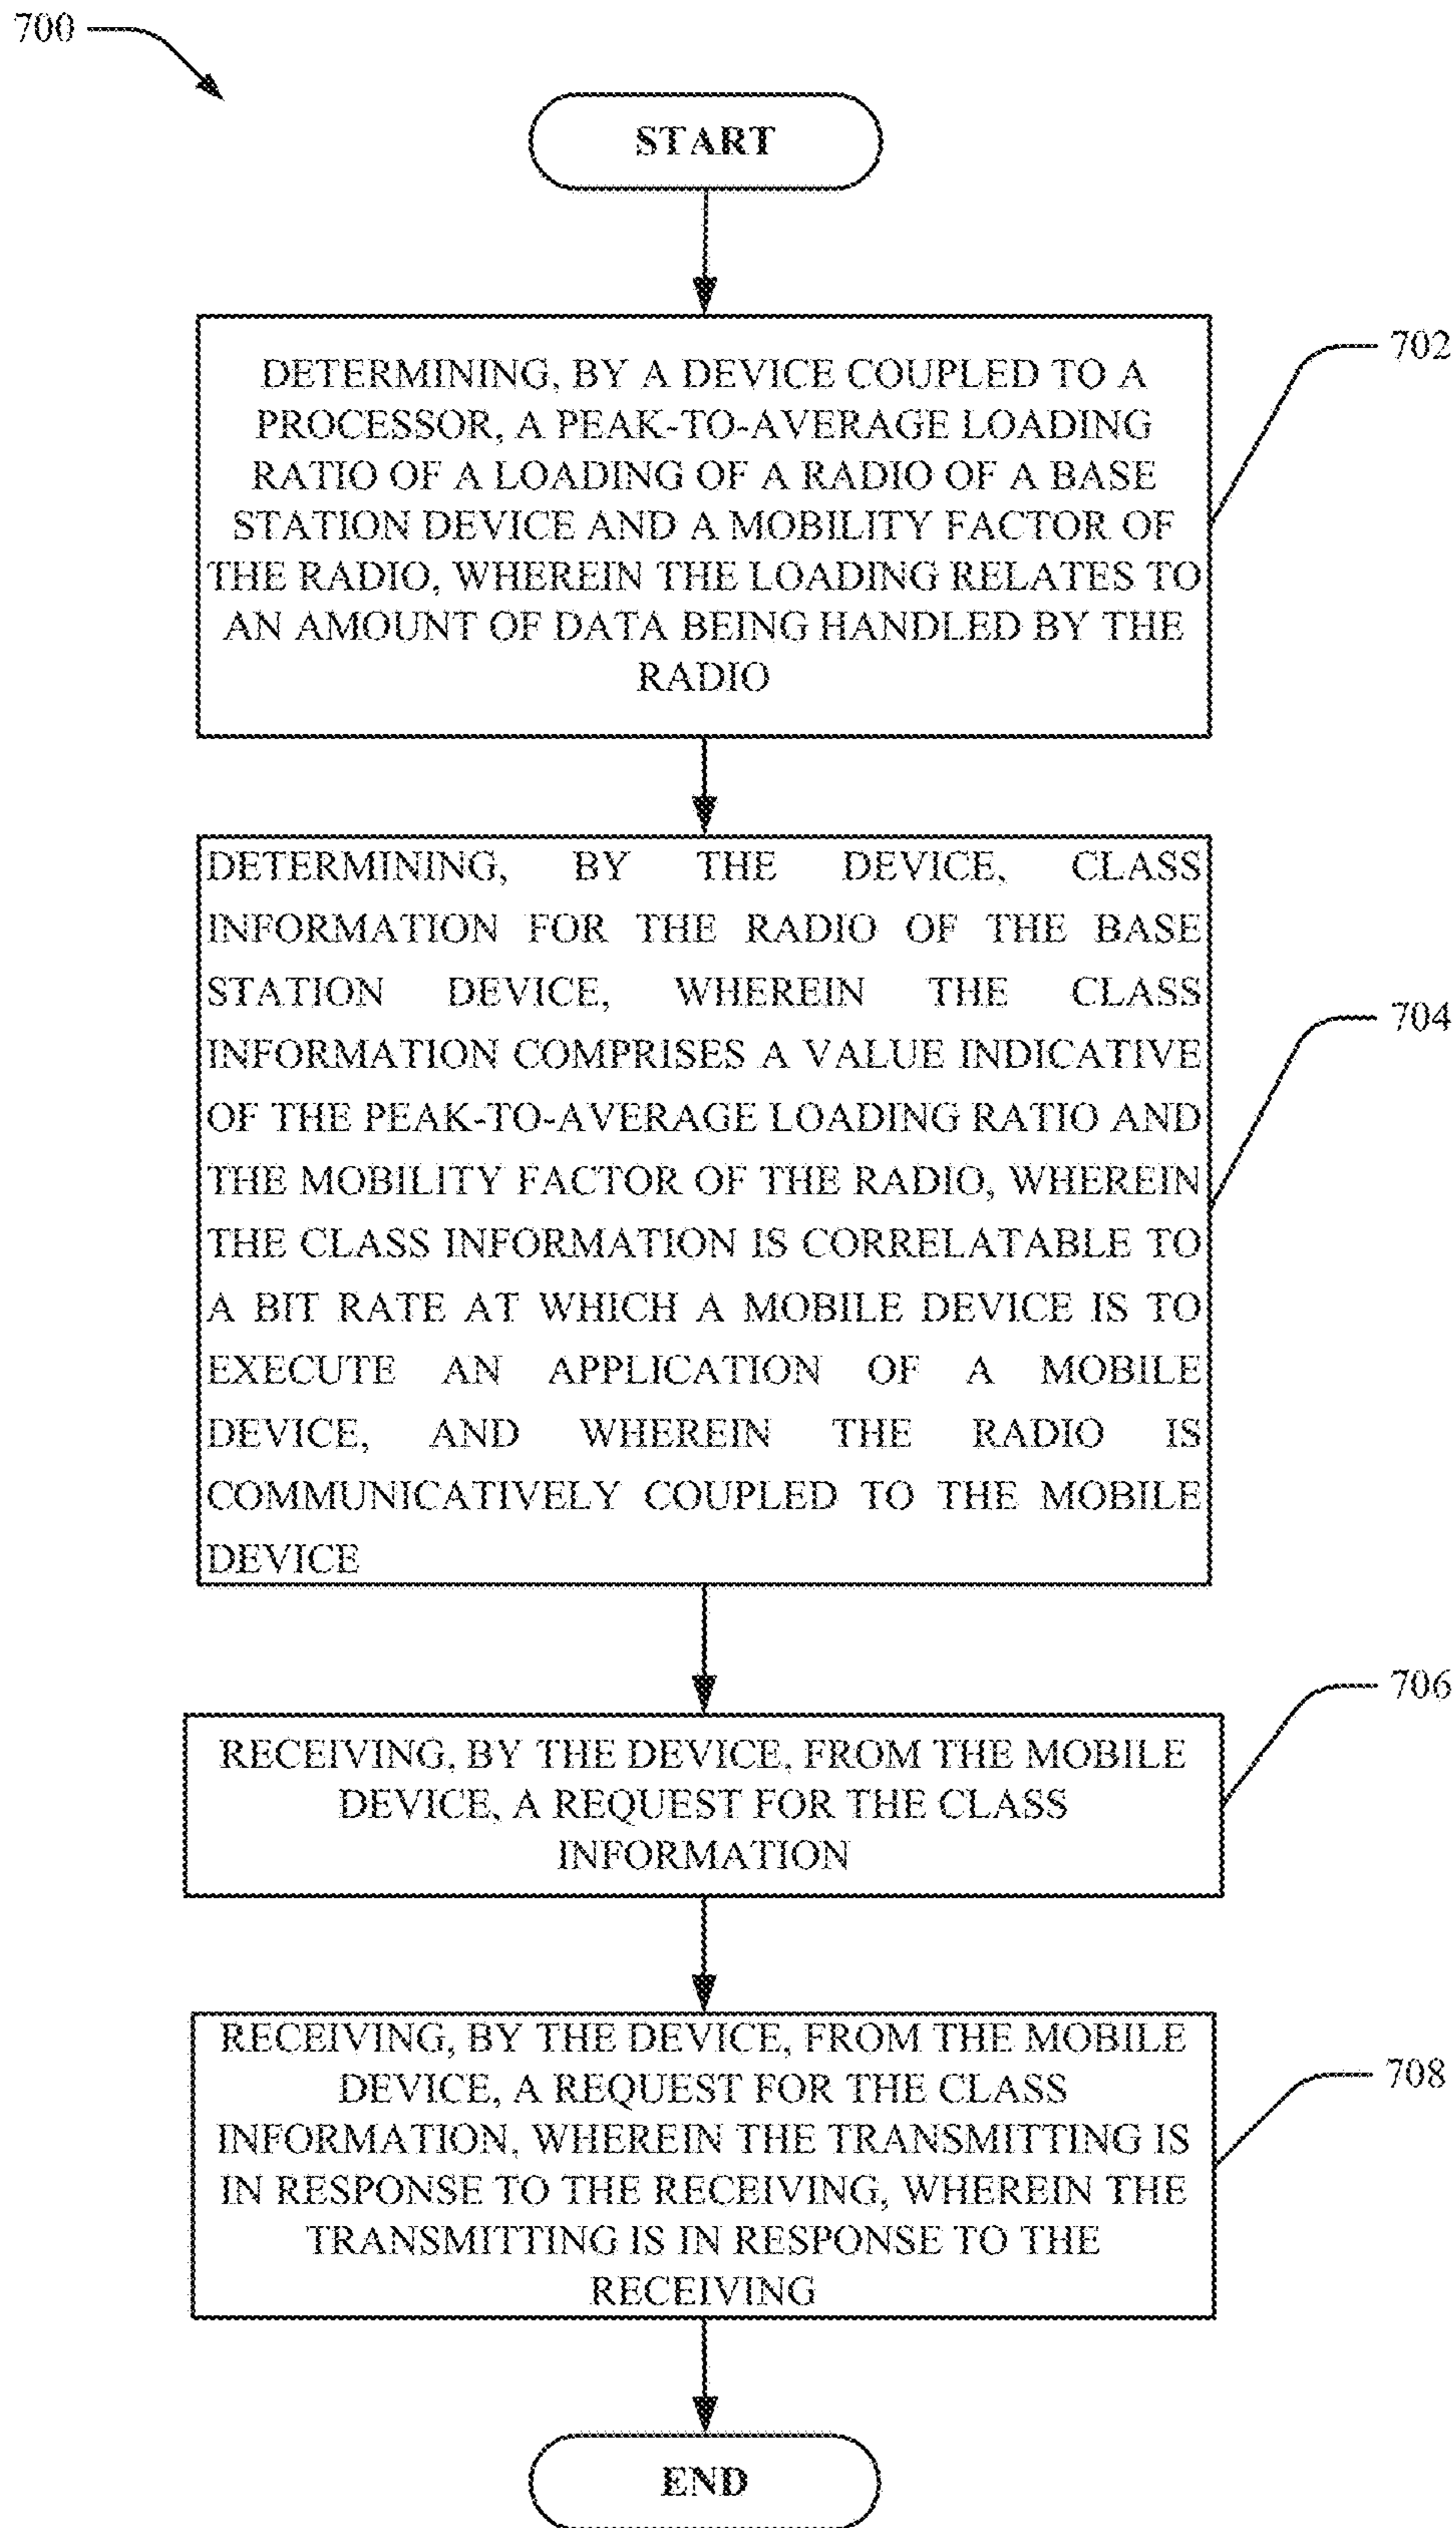 700
START
DETERMINING, BY A DEVICE COUPLED TO A
PROCESSOR, A PEAK-TO-AVERAGE LOADING
RATIO OF A LOADING OF A RADIO OF A BASE
STATION DEVICE AND A MOBILITY FACTOR OF
THE RADIO, WHEREIN THE LOADING RELATES TO
AN AMOUNT OF DATA BEING HANDLED BY THE
RADIO
702
DETERMINING, BY THE DEVICE, CLASS
INFORMATION FOR THE RADIO OF THE BASE
STATION DEVICE, WHEREIN THE CLASS
INFORMATION COMPRISES A VALUE INDICATIVE
OF THE PEAK-TO-AVERAGE LOADING RATIO AND
THE MOBILITY FACTOR OF THE RADIO, WHEREIN
THE CLASS INFORMATION IS CORRELATABLE TO
A BIT RATE AT WHICH A MOBILE DEVICE IS TO
EXECUTE AN APPLICATION OF A MOBILE
DEVICE, AND WHEREIN THE RADIO IS
COMMUNICATIVELY COUPLED TO THE MOBILE
DEVICE
704
RECEIVING, BY THE DEVICE, FROM THE MOBILE
DEVICE, A REQUEST FOR THE CLASS
INFORMATION
706
RECEIVING, BY THE DEVICE, FROM THE MOBILE
DEVICE, A REQUEST FOR THE CLASS
INFORMATION, WHEREIN THE TRANSMITTING IS
IN RESPONSE TO THE RECEIVING, WHEREIN THE
TRANSMITTING IS IN RESPONSE TO THE
RECEIVING
708
END